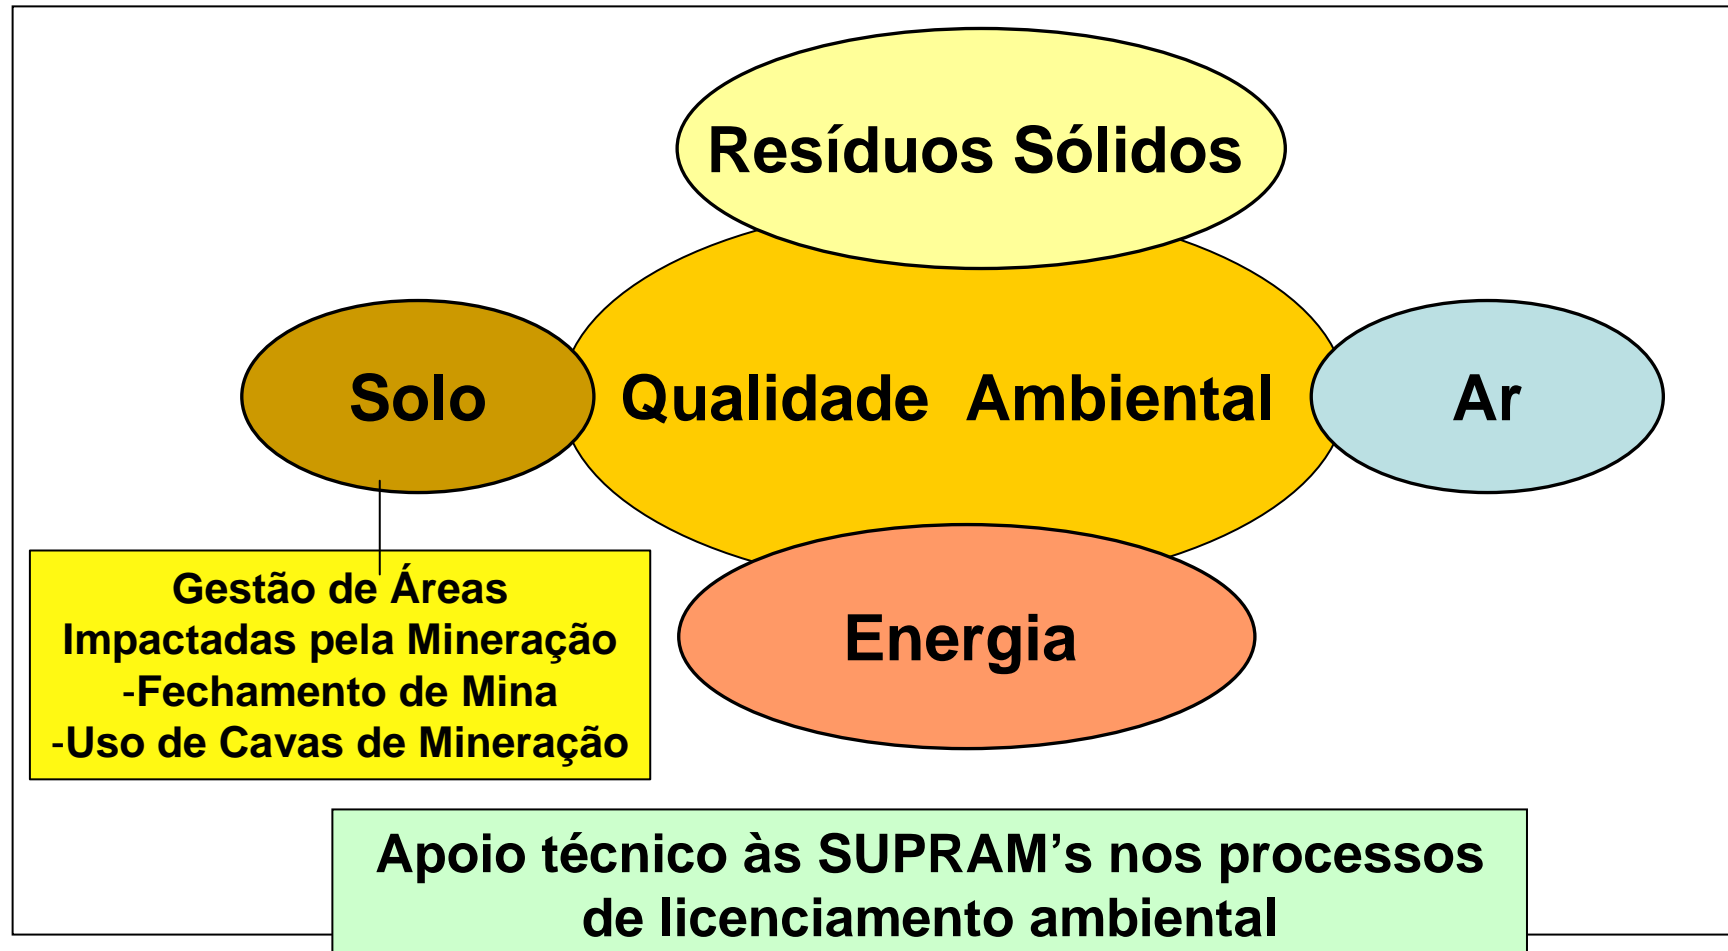 Resíduos Sólidos
Solo
Qualidade Ambiental
Ar
Gestão de Áreas
Impactadas pela Mineração
-Fechamento de Mina
-Uso de Cavas de Mineração
Energia
Apoio técnico às SUPRAM’s nos processos
de licenciamento ambiental